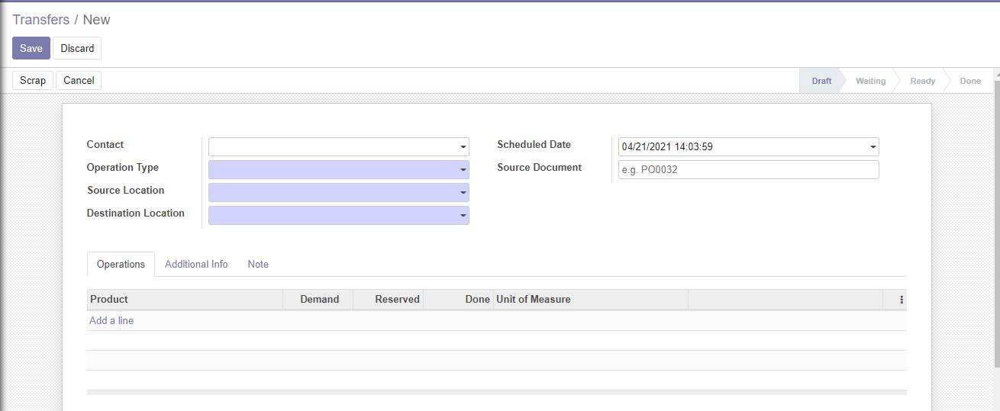 Transfers / New
Save Discard
Scrap Cancel Draft Waiting Ready Done
Contact Scheduled Date 04/21/2021 14:03:59
Operation Type Source Document e.g. PO0032
Source Location
Destination Location
Operations Additional Info Note
Product Demand Reserved Done Unit of Measure
Add a line